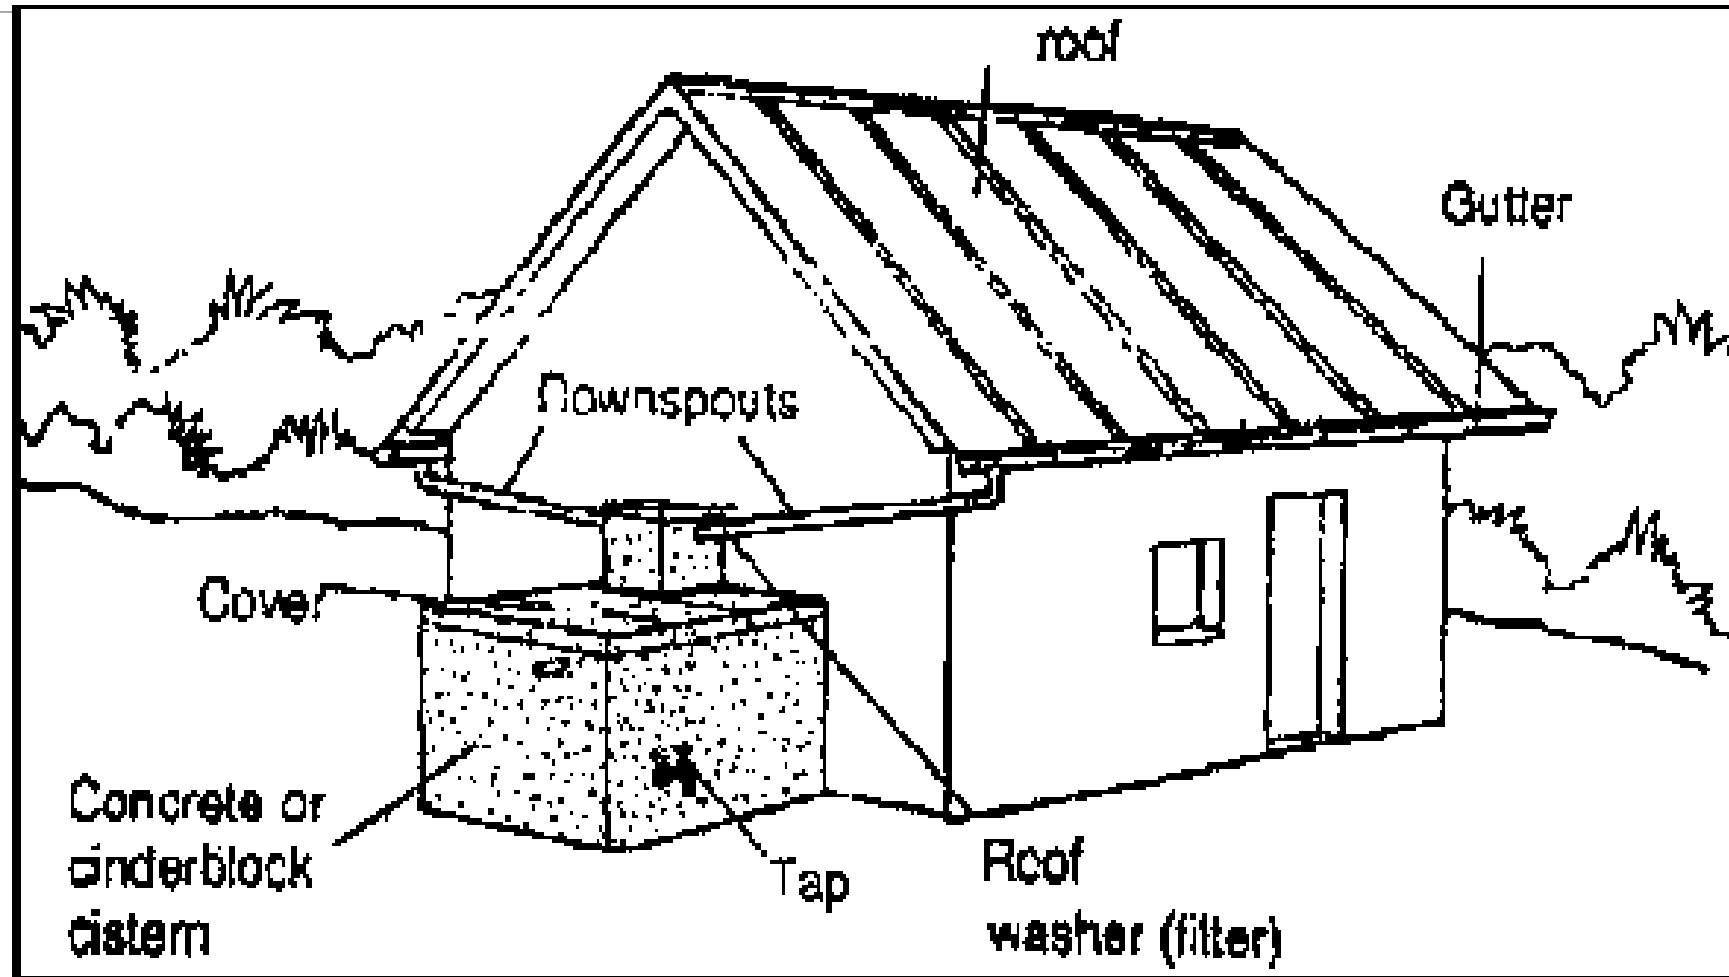 roof
Gutter
Downspouts
Cover
Concrete or
cinderblock
cistern
Tap
Roof
washer (filter)